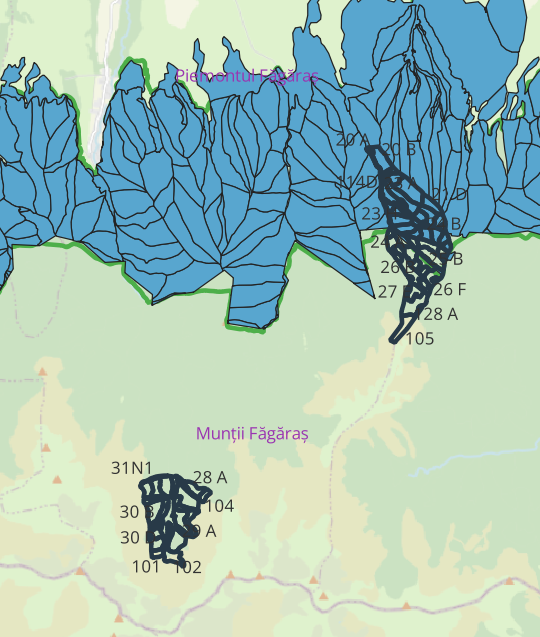 Piemontul Făgăraș
20 A
20 B
114D
21 D
23
B
24
B
26
26 F
27
28 A
105
Munții Făgăraș
31N1
28 A
104
30 B
9 A
30
101
102